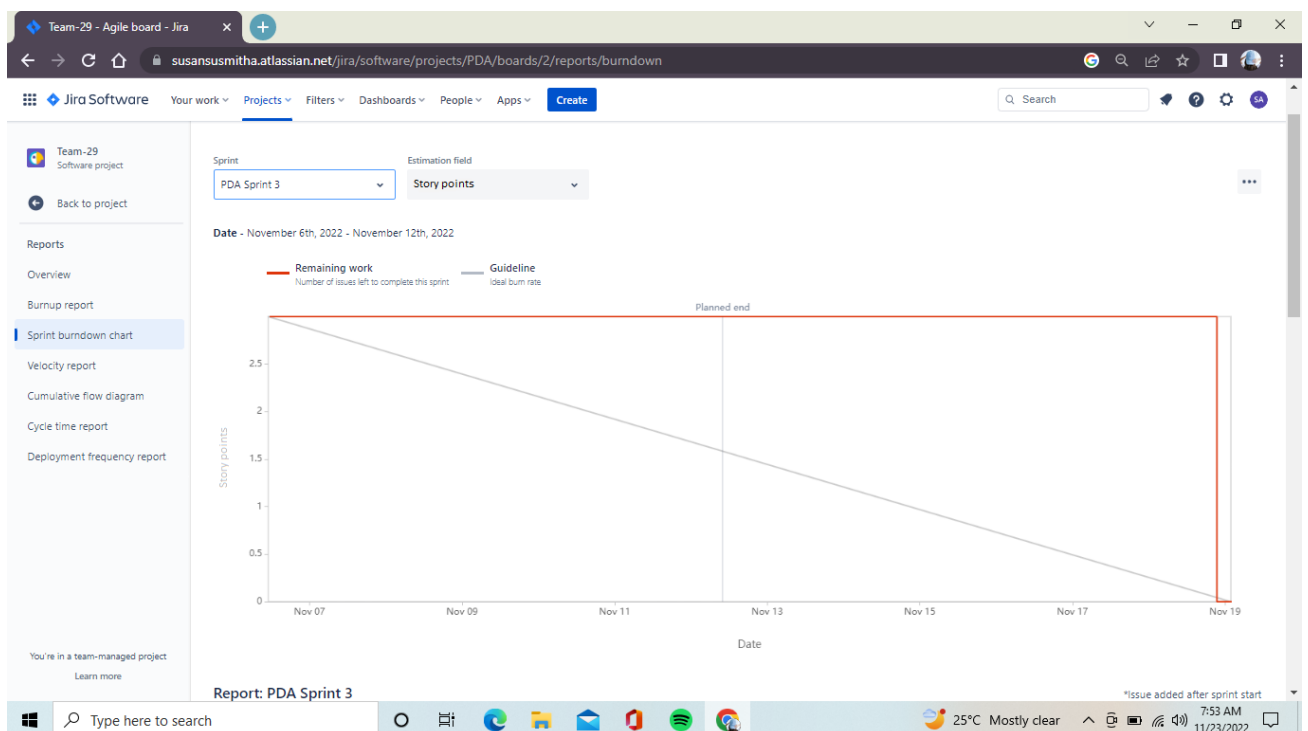 Team-29 - Agile board - Jira
susansusmitha.atlassian.net/jira/software/projects/PDA/boards/2/reports/burndown
Jira Software Your work Projects Filters Dashboards People Apps Create Search SA
Team-29
Software project
Back to project
Reports
Overview
Burnup report
Sprint burndown chart
Velocity report
Cumulative flow diagram
Cycle time report
Deployment frequency report
You're in a team-managed project
Learn more
Sprint Estimation field
PDA Sprint 3 Story points
Date - November 6th, 2022 - November 12th, 2022
Remaining work Guideline
Number of issues left to complete this sprint Ideal burn rate
Planned end
2.5
2
1.5
1
0.5
0
Story points
Nov 07 Nov 09 Nov 11 Nov 13 Nov 15 Nov 17 Nov 19
Date
Report: PDA Sprint 3 *Issue added after sprint start
Type here to search 25°C Mostly clear 7:53 AM
11/23/2022